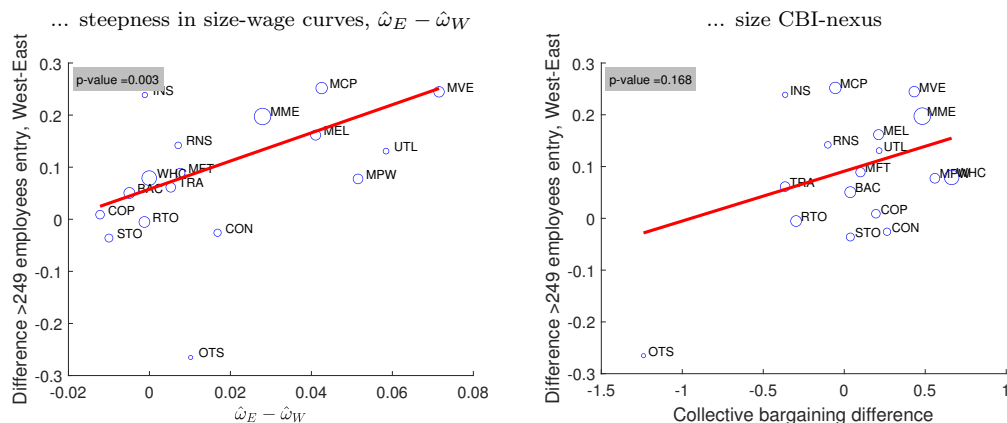 ... steepness in size-wage curves, ω̂_E − ω̂_W
Difference >249 employees entry, West-East
0.3
0.2
0.1
0
-0.1
-0.2
-0.3
p-value =0.003
INS
MCP
MVE
MME
MEL
RNS
UTL
MFT
WHC
MPW
TRA
BAC
COP
RTO
STO
CON
OTS
-0.02
0
0.02
0.04
0.06
0.08
ω̂_E − ω̂_W
... size CBI-nexus
Difference >249 employees entry, West-East
0.3
0.2
0.1
0
-0.1
-0.2
-0.3
p-value =0.168
INS
MCP
MVE
MME
MEL
RNS
UTL
MFT
MPW
WHC
TRA
BAC
COP
RTO
STO
CON
OTS
-1.5
-1
-0.5
0
0.5
1
Collective bargaining difference